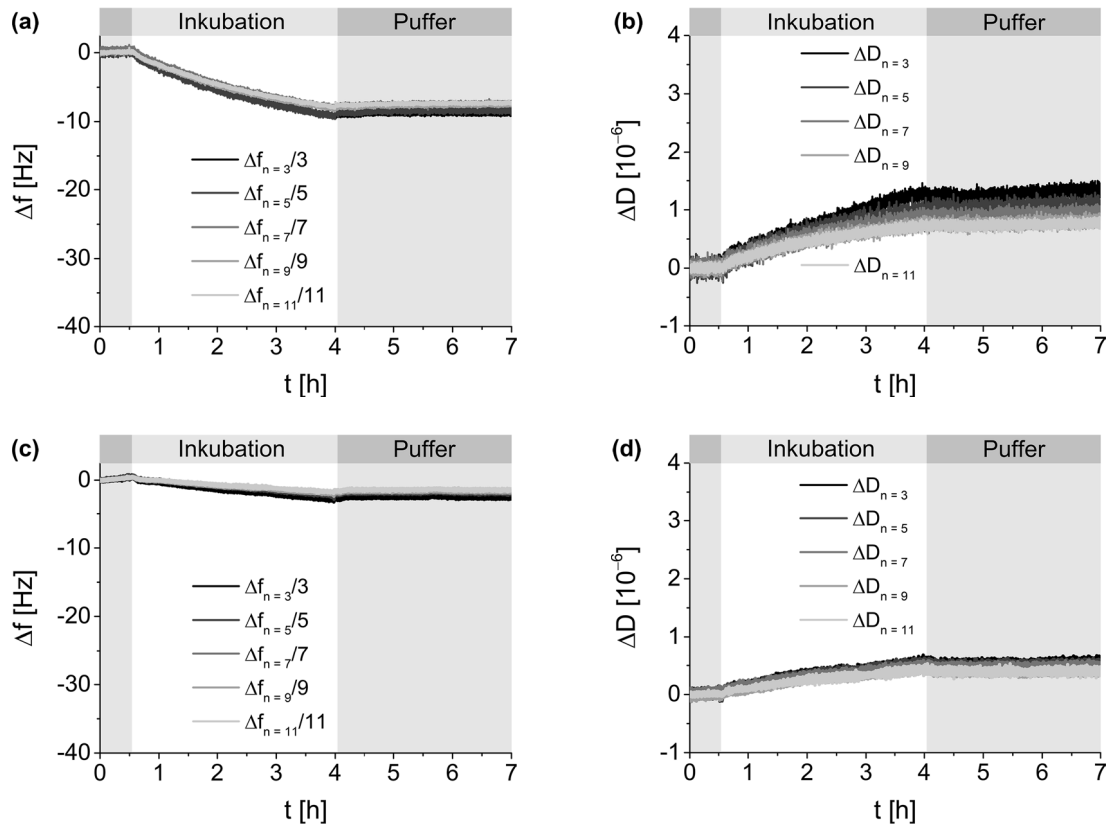 (a)
Inkubation
Puffer
0
-10
-20
-30
-40
Δf [Hz]
Δf n = 3/3
Δf n = 5/5
Δf n = 7/7
Δf n = 9/9
Δf n = 11/11
0 1 2 3 4 5 6 7
t [h]
(b)
Inkubation
Puffer
4
3
2
1
0
-1
ΔD [10⁻⁶]
ΔD n = 3
ΔD n = 5
ΔD n = 7
ΔD n = 9
ΔD n = 11
0 1 2 3 4 5 6 7
t [h]
(c)
Inkubation
Puffer
0
-10
-20
-30
-40
Δf [Hz]
Δf n = 3/3
Δf n = 5/5
Δf n = 7/7
Δf n = 9/9
Δf n = 11/11
0 1 2 3 4 5 6 7
t [h]
(d)
Inkubation
Puffer
4
3
2
1
0
-1
ΔD [10⁻⁶]
ΔD n = 3
ΔD n = 5
ΔD n = 7
ΔD n = 9
ΔD n = 11
0 1 2 3 4 5 6 7
t [h]